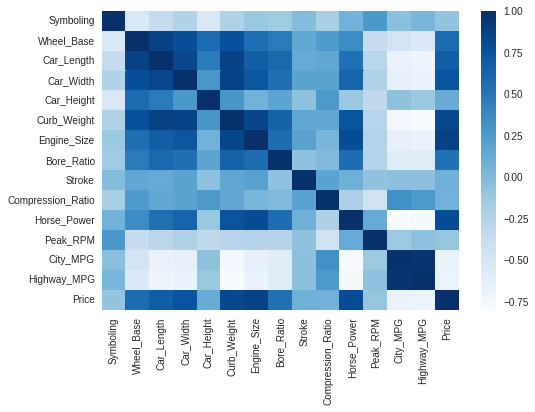 Symboling
Wheel_Base
Car_Length
Car_Width
Car_Height
Curb_Weight
Engine_Size
Bore_Ratio
Stroke
Compression_Ratio
Horse_Power
Peak_RPM
City_MPG
Highway_MPG
Price
Symboling
Wheel_Base
Car_Length
Car_Width
Car_Height
Curb_Weight
Engine_Size
Bore_Ratio
Stroke
Compression_Ratio
Horse_Power
Peak_RPM
City_MPG
Highway_MPG
Price
1.00
0.75
0.50
0.25
0.00
−0.25
−0.50
−0.75